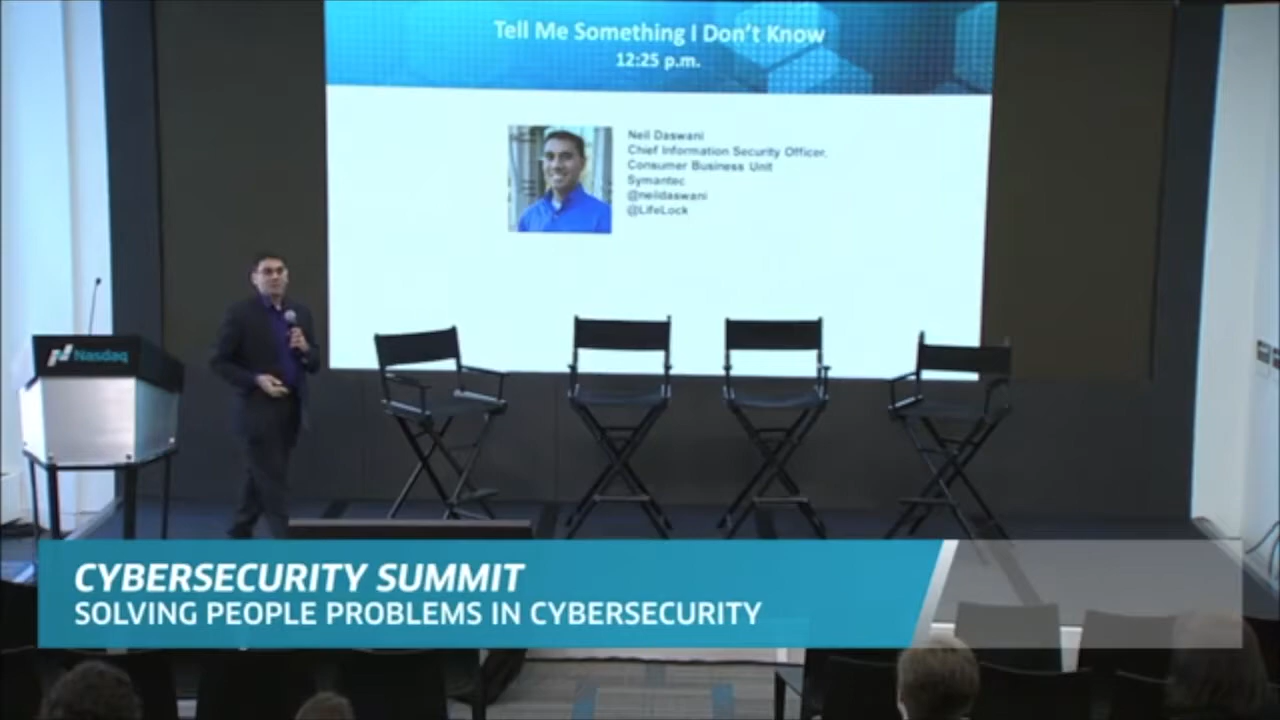 Tell Me Something I Don't Know
12:25 p.m.
Neil Daswani
Chief Information Security Officer,
Consumer Business Unit
Symantec
@neildaswani
@LifeLock
Nasdaq
CYBERSECURITY SUMMIT
SOLVING PEOPLE PROBLEMS IN CYBERSECURITY